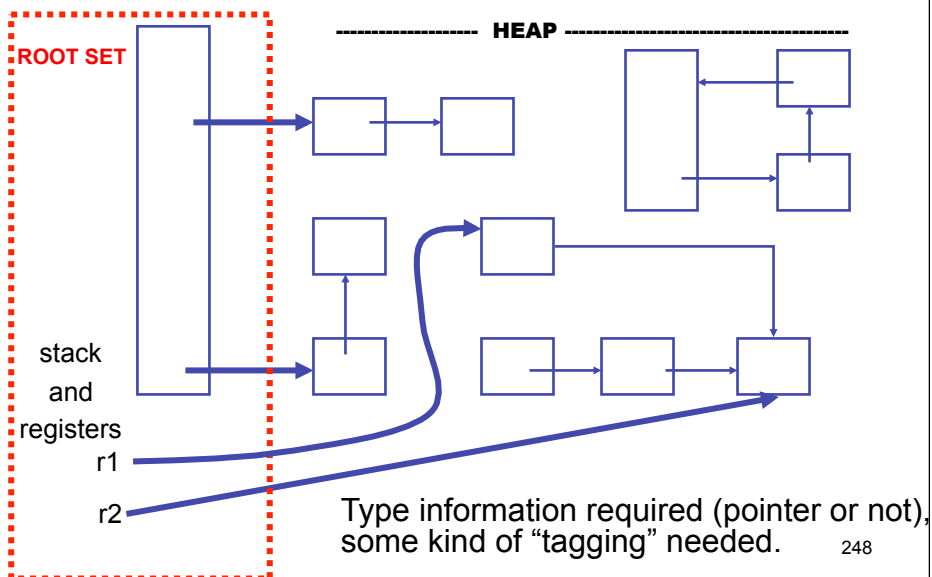 -------------------- HEAP ----------------------------------------
ROOT SET
stack
and
registers
r1
r2
Type information required (pointer or not),
some kind of “tagging” needed.
248